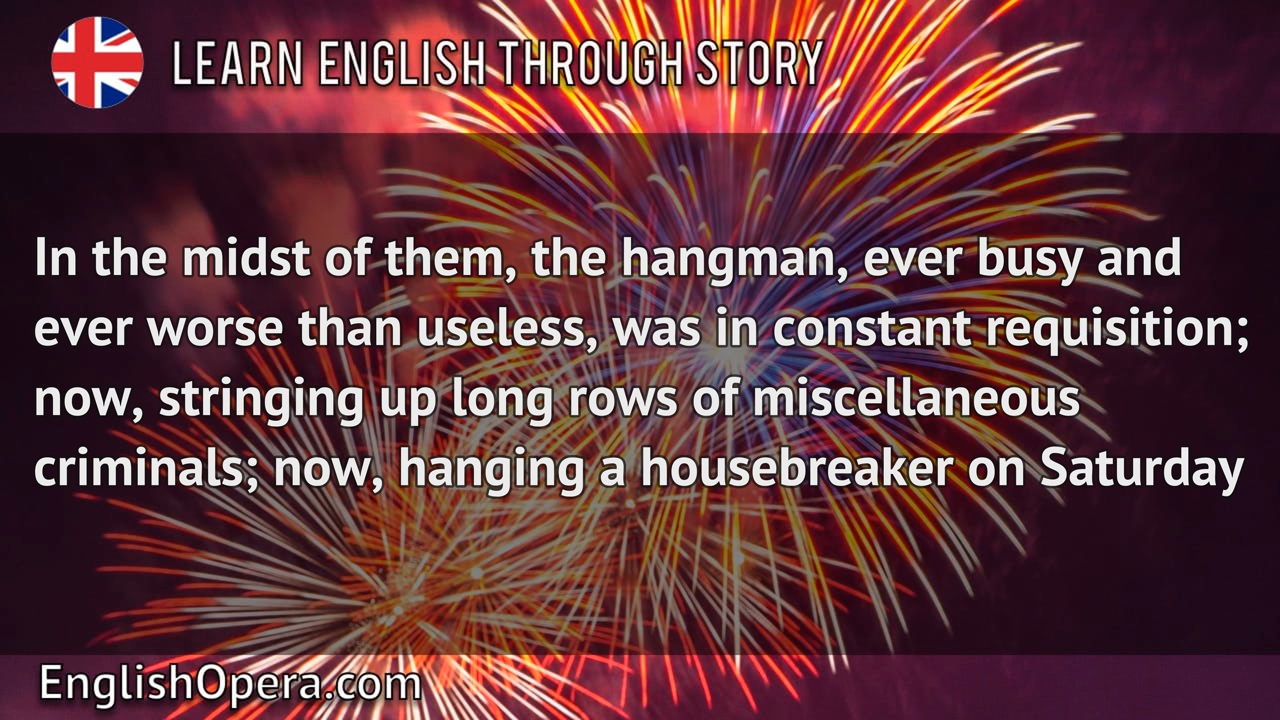 LEARN ENGLISH THROUGH STORY
In the midst of them, the hangman, ever busy and
ever worse than useless, was in constant requisition;
now, stringing up long rows of miscellaneous
criminals; now, hanging a housebreaker on Saturday
EnglishOpera.com